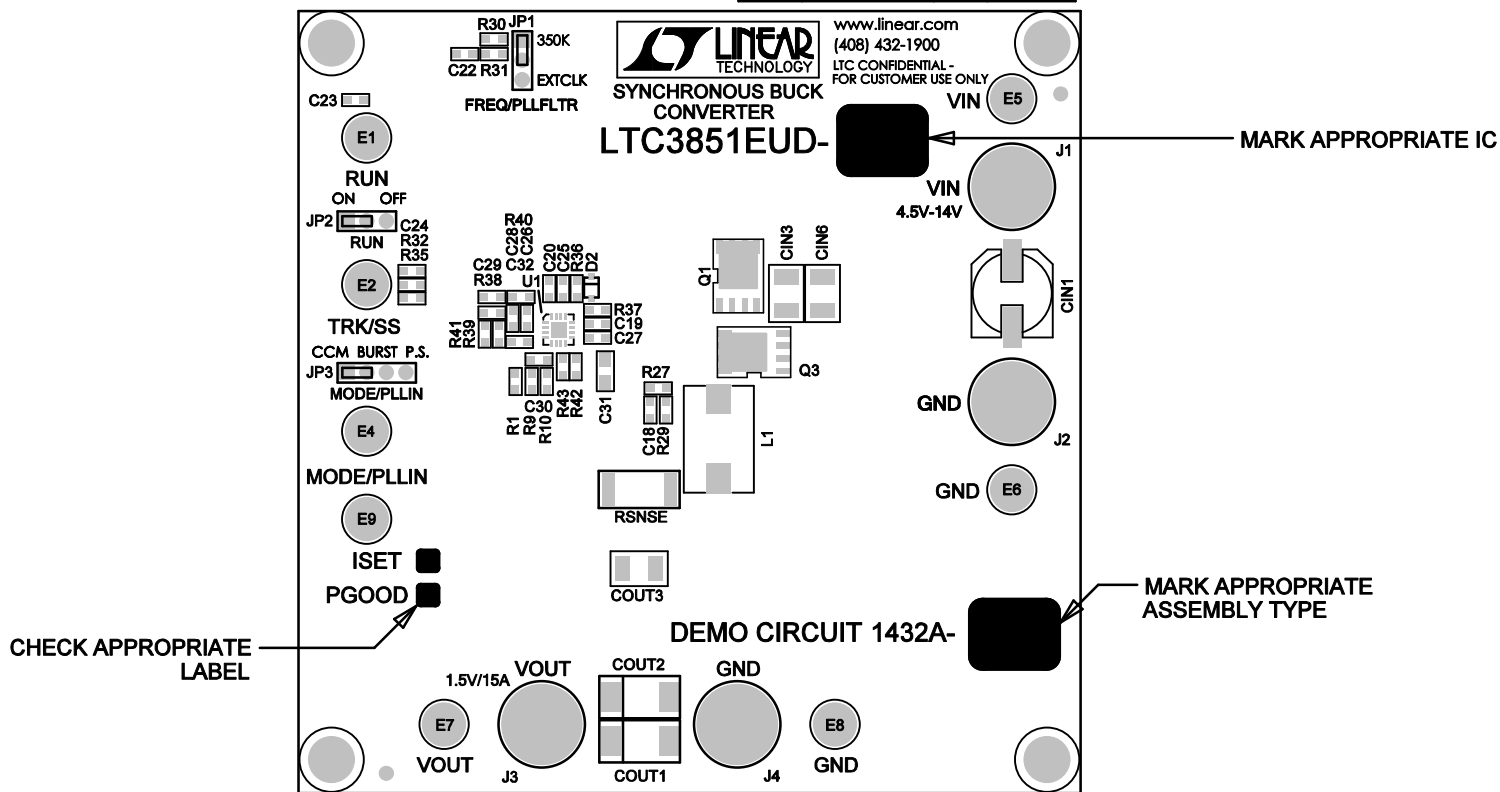 R30 JP1
350K
C22 R31
EXTCLK
FREQ/PLLFLTR
LINEAR
TECHNOLOGY
www.linear.com
(408) 432-1900
LTC CONFIDENTIAL -
FOR CUSTOMER USE ONLY
SYNCHRONOUS BUCK
CONVERTER
LTC3851EUD-
MARK APPROPRIATE IC
VIN E5
J1
VIN
4.5V-14V
CIN1
GND
J2
GND E6
C23
E1
RUN
ON OFF
JP2
RUN
C24
R32
R35
E2
TRK/SS
CCM BURST P.S.
JP3
MODE/PLLIN
E4
MODE/PLLIN
E9
ISET
PGOOD
CHECK APPROPRIATE
LABEL
R40
C28
C26
C29 C32
R38
U1
C20
C25
R36
D2
R37
C19
C27
R41
R39
R1
R9
C30
R10
R43
R42
C31
Q1
CIN3
CIN6
Q3
R27
C18
R29
L1
RSNSE
COUT3
DEMO CIRCUIT 1432A-
MARK APPROPRIATE
ASSEMBLY TYPE
1.5V/15A
VOUT
COUT2
GND
E7
VOUT
J3
COUT1
J4
E8
GND